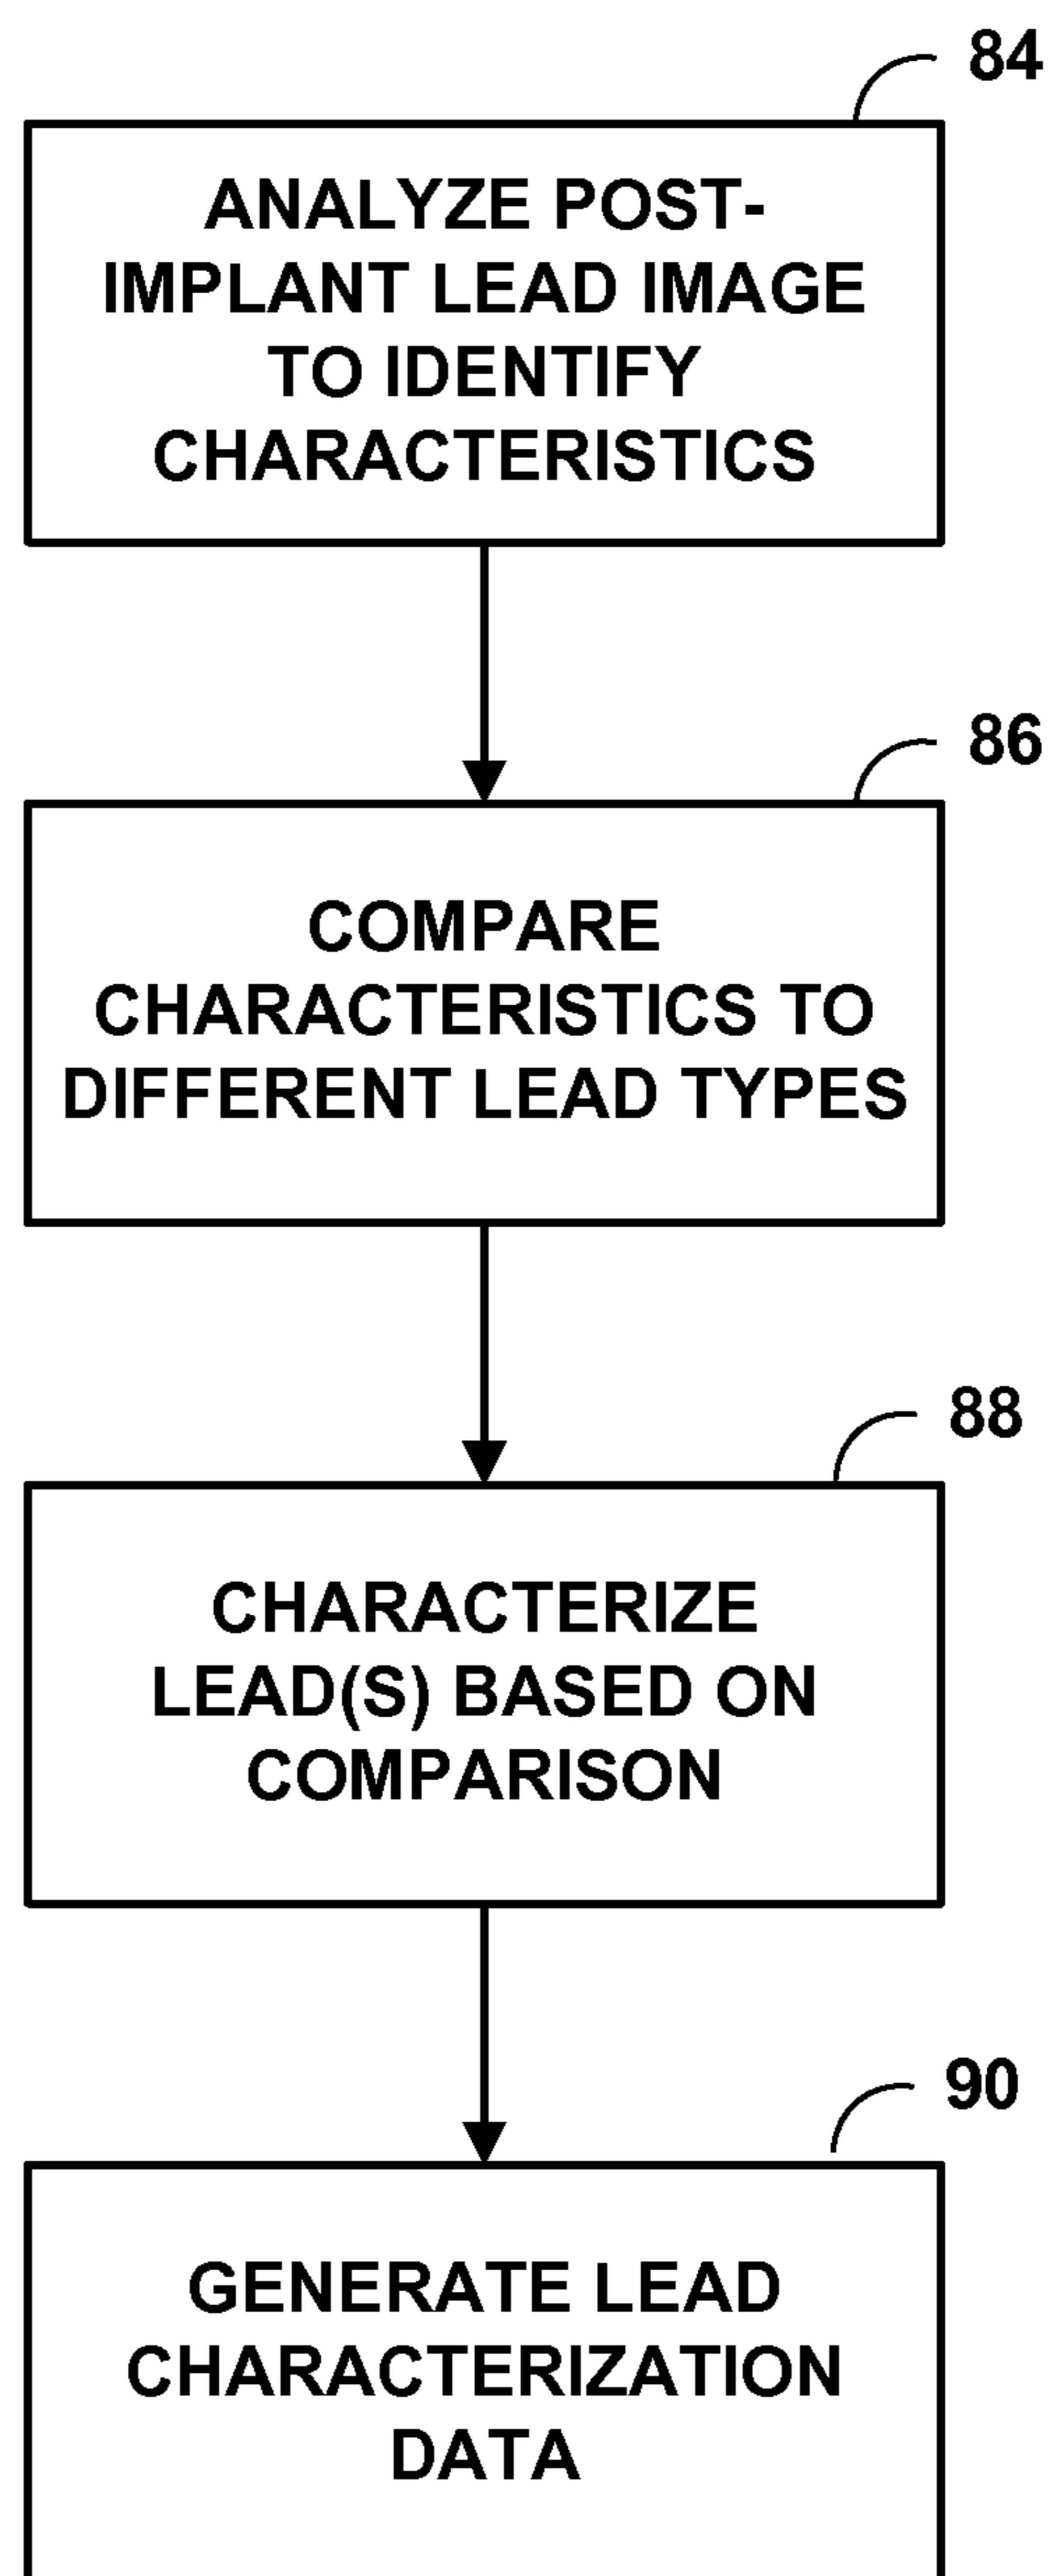 84
ANALYZE POST-
IMPLANT LEAD IMAGE
TO IDENTIFY
CHARACTERISTICS
86
COMPARE
CHARACTERISTICS TO
DIFFERENT LEAD TYPES
88
CHARACTERIZE
LEAD(S) BASED ON
COMPARISON
90
GENERATE LEAD
CHARACTERIZATION
DATA